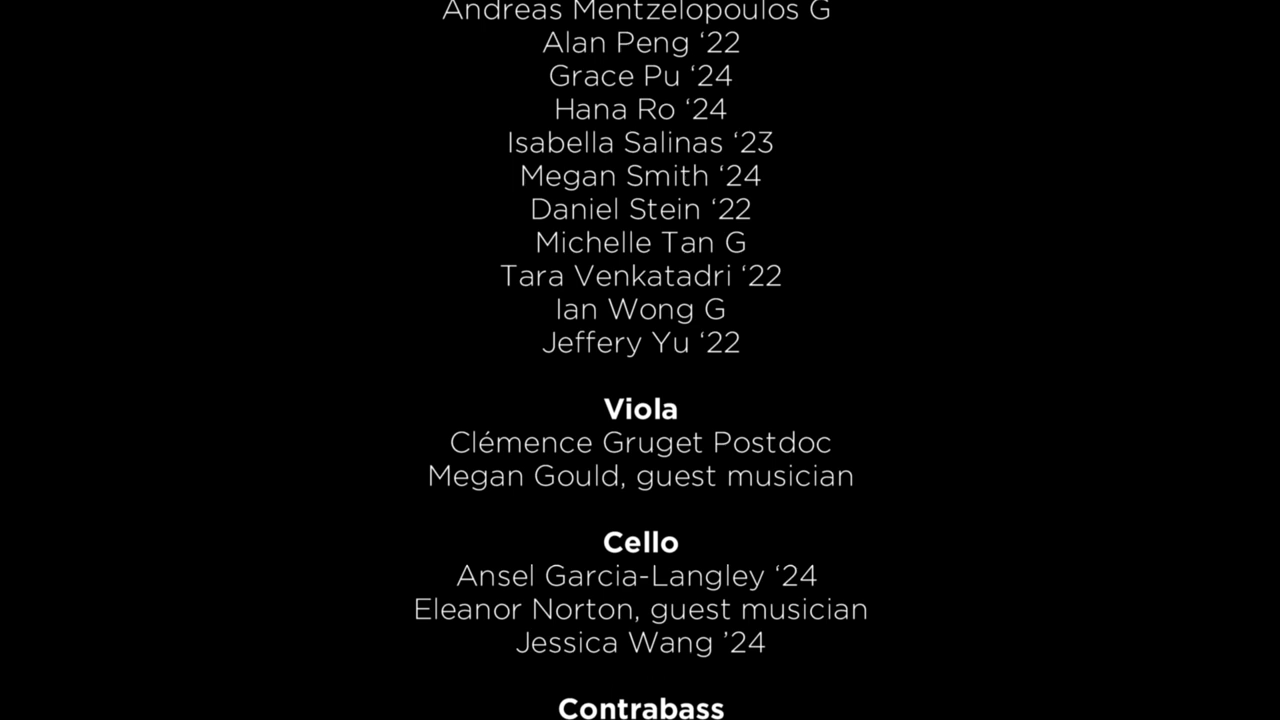 Andreas Mentzelopoulos G
Alan Peng ‘22
Grace Pu ‘24
Hana Ro ‘24
Isabella Salinas ‘23
Megan Smith ‘24
Daniel Stein ‘22
Michelle Tan G
Tara Venkatadri ‘22
Ian Wong G
Jeffery Yu ‘22
Viola
Clémence Gruget Postdoc
Megan Gould, guest musician
Cello
Ansel Garcia-Langley ‘24
Eleanor Norton, guest musician
Jessica Wang ’24
Contrabass